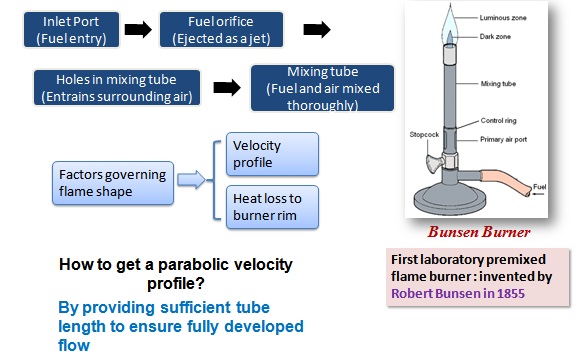 Inlet Port
(Fuel entry)
Fuel orifice
(Ejected as a jet)
Holes in mixing tube
(Entrains surrounding air)
Mixing tube
(Fuel and air mixed
thoroughly)
Factors governing
flame shape
Velocity
profile
Heat loss to
burner rim
How to get a parabolic velocity
profile?
By providing sufficient tube
length to ensure fully developed
flow
Luminous zone
Dark zone
Mixing tube
Control ring
Stopcock
Primary air port
Fuel
Bunsen Burner
First laboratory premixed
flame burner : invented by
Robert Bunsen in 1855